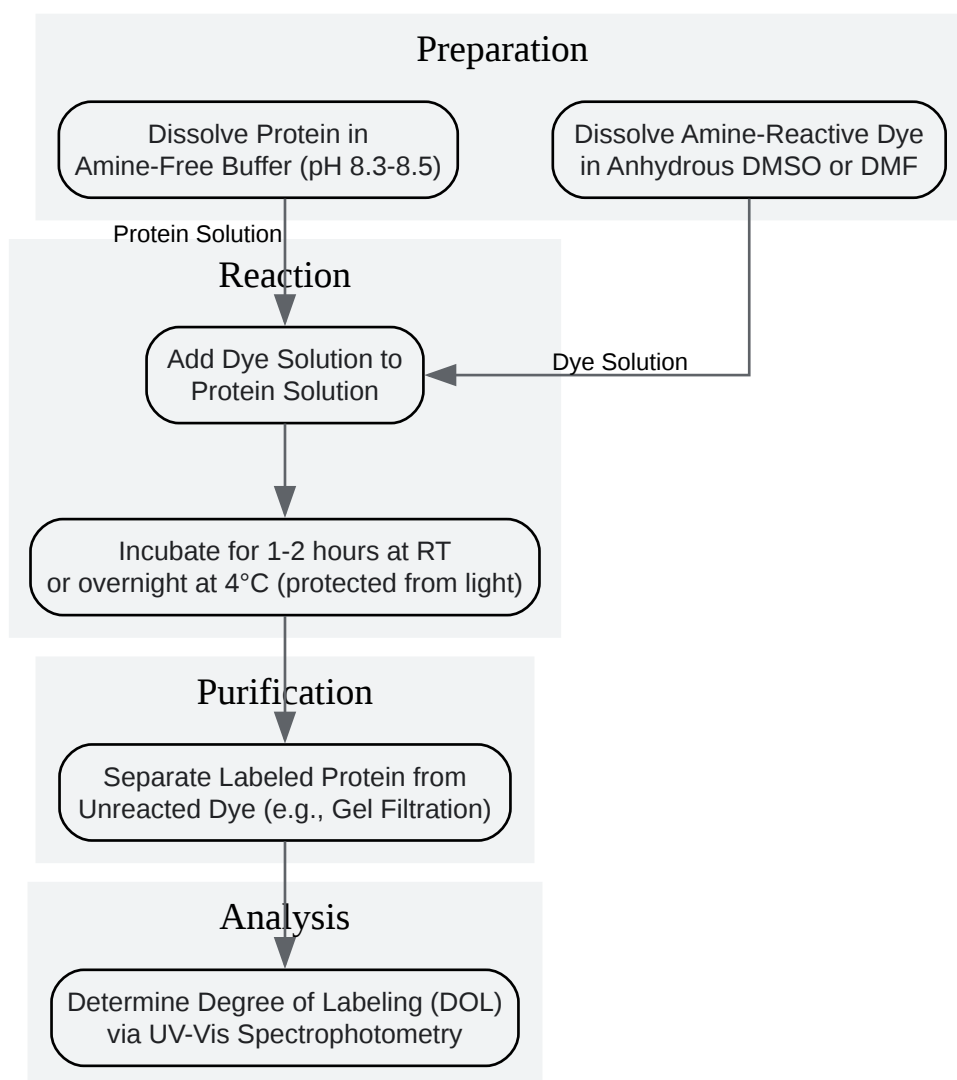 Preparation
Dissolve Protein in
Amine-Free Buffer (pH 8.3-8.5)
Dissolve Amine-Reactive Dye
in Anhydrous DMSO or DMF
Protein Solution
Reaction
Add Dye Solution to
Protein Solution
Dye Solution
Incubate for 1-2 hours at RT
or overnight at 4°C (protected from light)
Purification
Separate Labeled Protein from
Unreacted Dye (e.g., Gel Filtration)
Analysis
Determine Degree of Labeling (DOL)
via UV-Vis Spectrophotometry